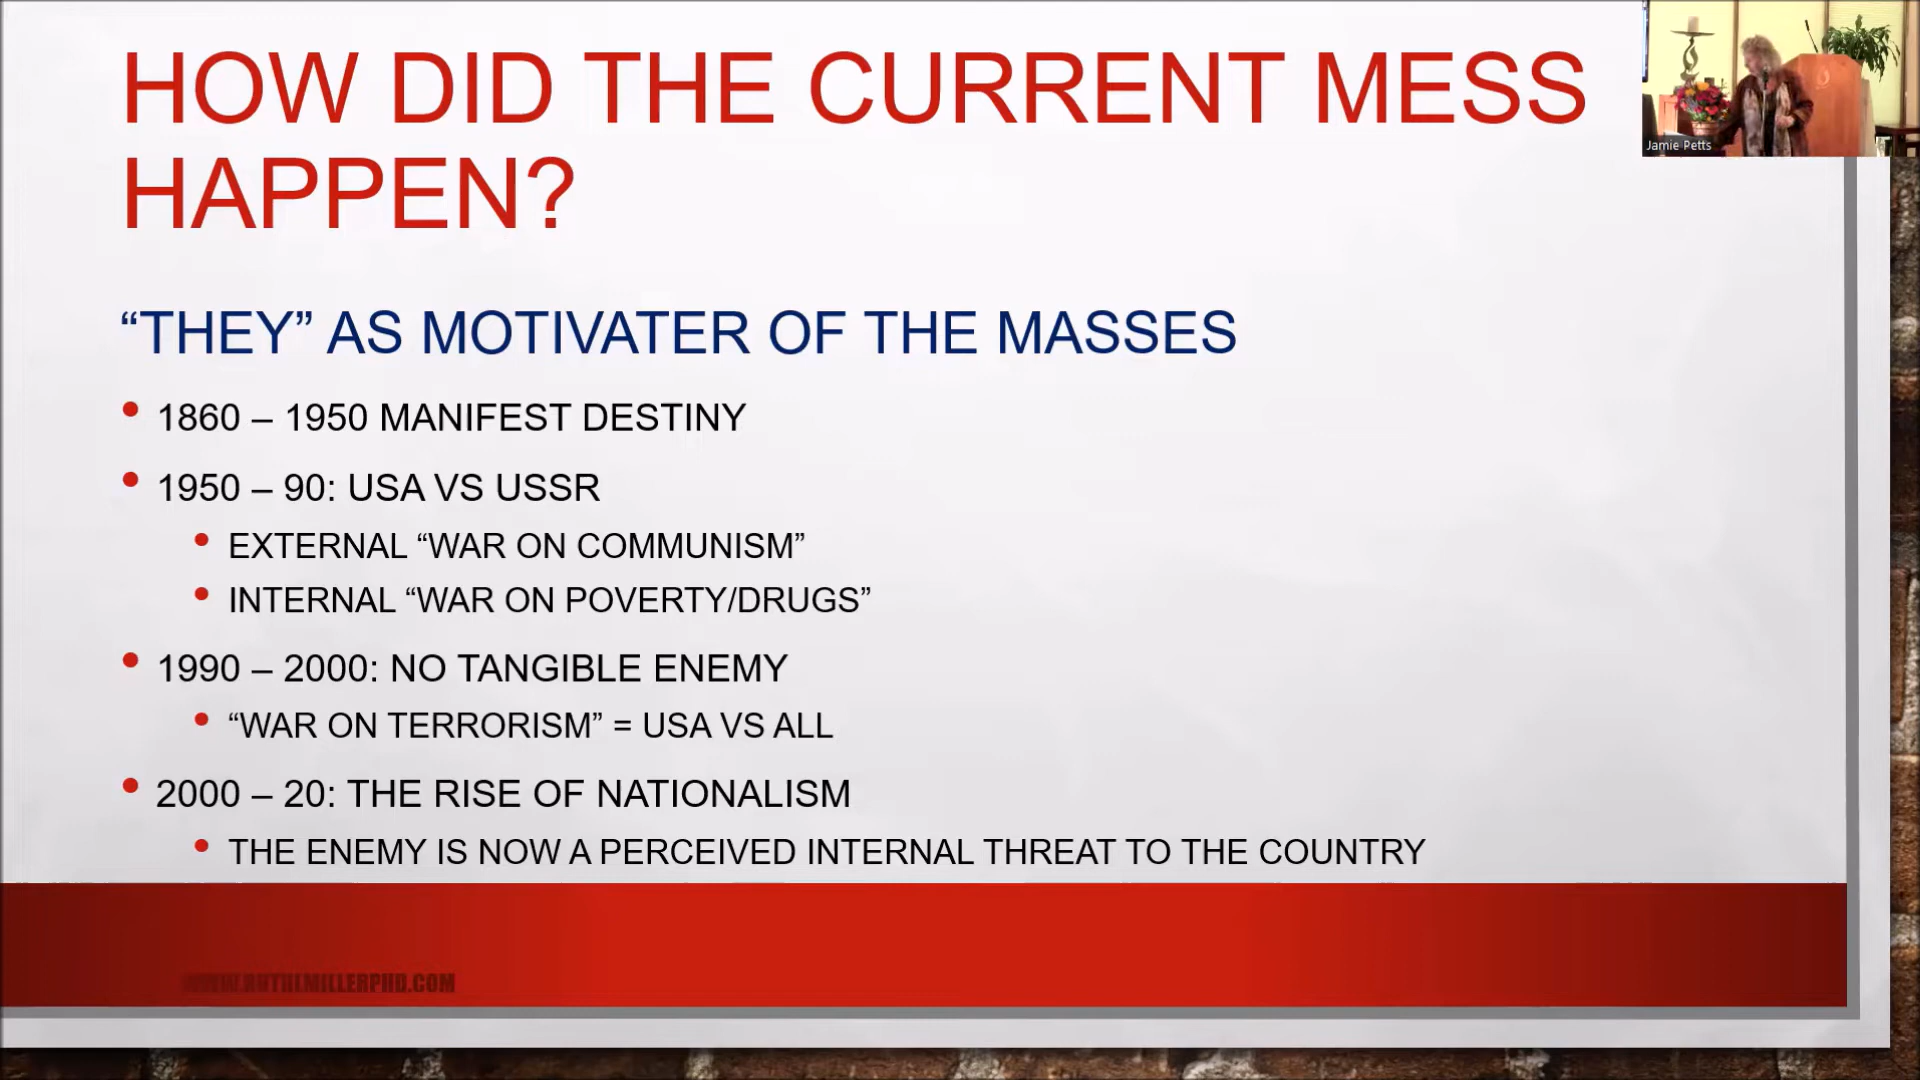 HOW DID THE CURRENT MESS
HAPPEN?
Jamie Petts
“THEY” AS MOTIVATER OF THE MASSES
• 1860 – 1950 MANIFEST DESTINY
• 1950 – 90: USA VS USSR
• EXTERNAL “WAR ON COMMUNISM”
• INTERNAL “WAR ON POVERTY/DRUGS”
• 1990 – 2000: NO TANGIBLE ENEMY
• “WAR ON TERRORISM” = USA VS ALL
• 2000 – 20: THE RISE OF NATIONALISM
• THE ENEMY IS NOW A PERCEIVED INTERNAL THREAT TO THE COUNTRY
WWW.RUTHLMILLERPHD.COM